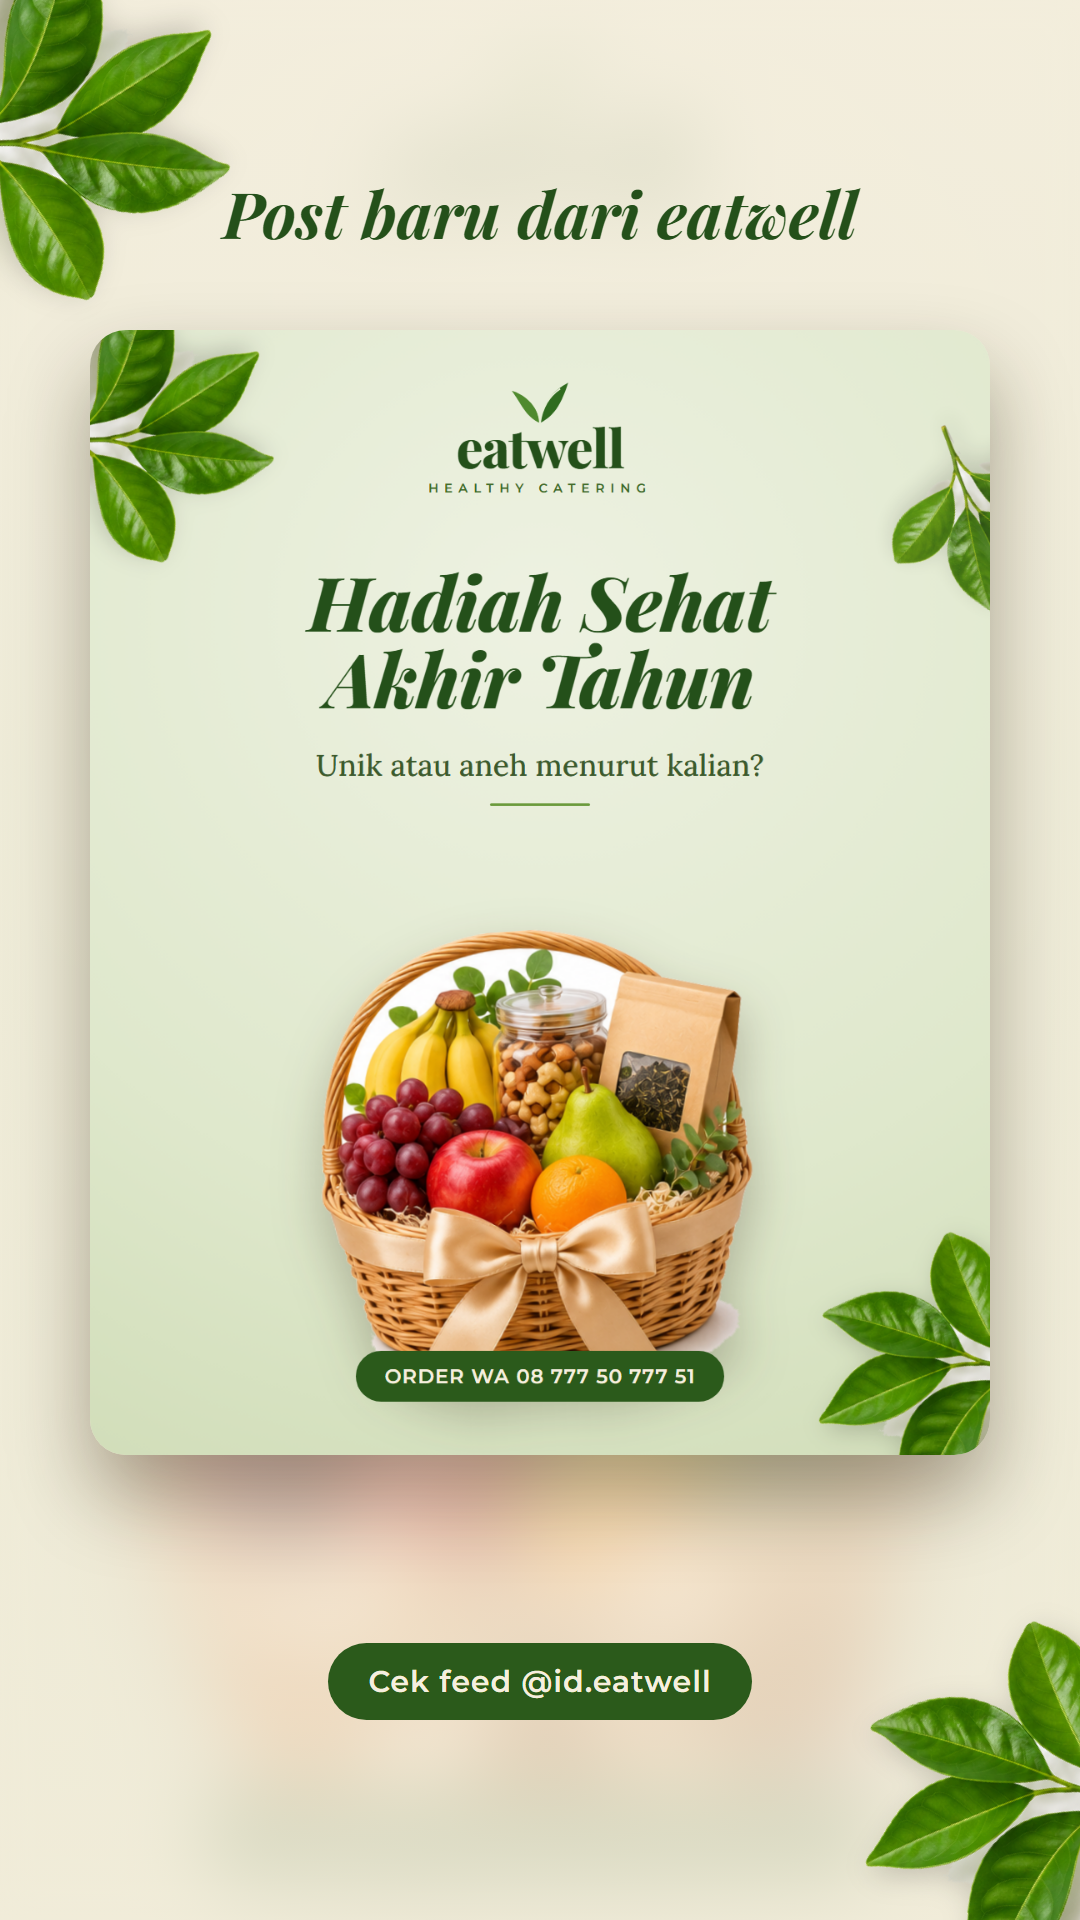 Post baru dari eatwell
eatwell
HEALTHY CATERING
Hadiah Sehat
Akhir Tahun
Unik atau aneh menurut kalian?
ORDER WA 08 777 50 777 51
Cek feed @id.eatwell